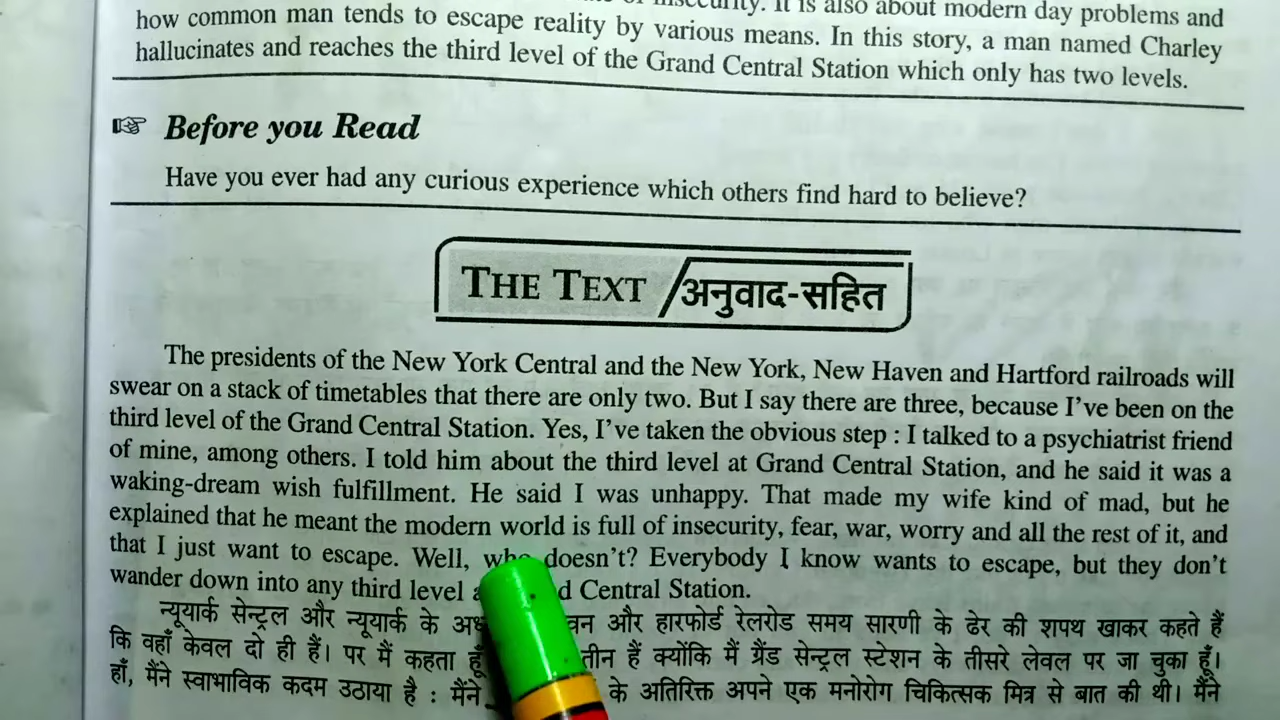 insecurity. It is also about modern day problems and
how common man tends to escape reality by various means. In this story, a man named Charley
hallucinates and reaches the third level of the Grand Central Station which only has two levels.
Before you Read
Have you ever had any curious experience which others find hard to believe?
THE TEXT / अनुवाद-सहित
The presidents of the New York Central and the New York, New Haven and Hartford railroads will
swear on a stack of timetables that there are only two. But I say there are three, because I've been on the
third level of the Grand Central Station. Yes, I've taken the obvious step : I talked to a psychiatrist friend
of mine, among others. I told him about the third level at Grand Central Station, and he said it was a
waking-dream wish fulfillment. He said I was unhappy. That made my wife kind of mad, but he
explained that he meant the modern world is full of insecurity, fear, war, worry and all the rest of it, and
that I just want to escape. Well, who doesn't? Everybody I know wants to escape, but they don't
wander down into any third level Central Station.
न्यूयार्क सेन्ट्रल और न्यूयार्क के और हारफोर्ड रेलरोड समय सारणी के ढेर की शपथ खाकर कहते हैं
कि वहाँ केवल दो ही हैं। पर मैं कहता हूँ तीन हैं क्योंकि मैं ग्रैंड सेन्ट्रल स्टेशन के तीसरे लेवल पर जा चुका हूँ।
हाँ, मैंने स्वाभाविक कदम उठाया है : मैंने के अतिरिक्त अपने एक मनोरोग चिकित्सक मित्र से बात की थी। मैंने